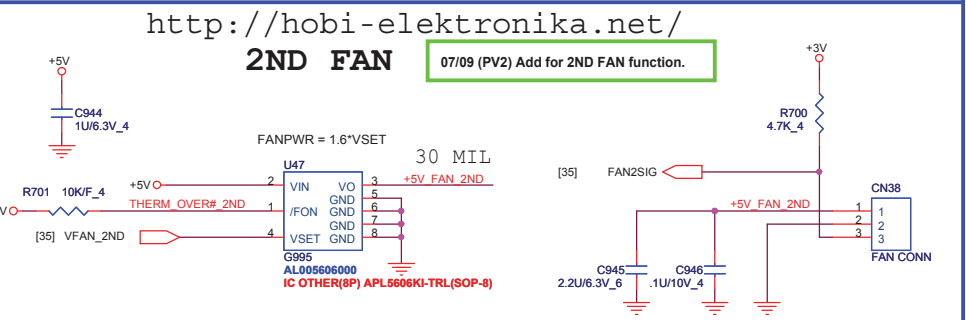 http://hobi-elektronika.net/
2ND FAN
07/09 (PV2) Add for 2ND FAN function.
+5V
C944
1U/6.3V_4
FANPWR = 1.6*VSET
U47
30 MIL
R701 10K/F_4
+5V
2 VIN VO 3 +5V_FAN_2ND
GND 5
THERM_OVER#_2ND 1 /FON GND 6
GND 7
[35] VFAN_2ND 4 VSET GND 8
G995
AL005606000
IC OTHER(8P) APL5606KI-TRL(SOP-8)
+3V
R700
4.7K_4
[35] FAN2SIG
CN38
+5V_FAN_2ND 1 1
2 2
3 3
FAN CONN
C945
2.2U/6.3V_6
C946
.1U/10V_4